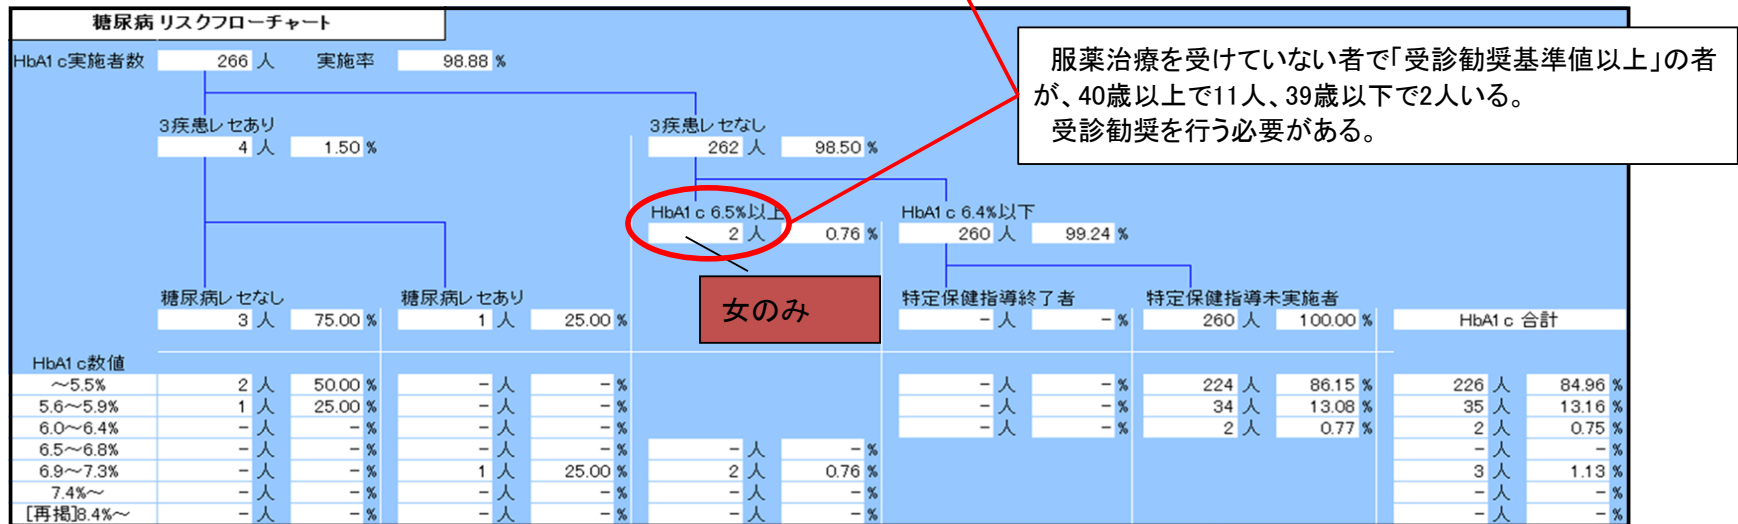 糖尿病 リスクフローチャート
HbA1c実施者数 266 人 実施率 98.88 %
服薬治療を受けていない者で「受診勧奨基準値以上」の者
が、40歳以上で11人、39歳以下で2人いる。
受診勧奨を行う必要がある。
3疾患レセあり 3疾患レセなし
4 人 1.50 % 262 人 98.50 %
HbA1c 6.5%以上 HbA1c 6.4%以下
2 人 0.76 % 260 人 99.24 %
女のみ
糖尿病レセなし 糖尿病レセあり 特定保健指導終了者 特定保健指導未実施者
3 人 75.00 % 1 人 25.00 % - 人 - % 260 人 100.00 % HbA1c 合計
HbA1c数値
～5.5% 2 人 50.00 % - 人 - % - 人 - % 224 人 86.15 % 226 人 84.96 %
5.6～5.9% 1 人 25.00 % - 人 - % - 人 - % 34 人 13.08 % 35 人 13.16 %
6.0～6.4% - 人 - % - 人 - % - 人 - % 2 人 0.77 % 2 人 0.75 %
6.5～6.8% - 人 - % - 人 - % - 人 - % - 人 - %
6.9～7.3% - 人 - % 1 人 25.00 % 2 人 0.76 % 3 人 1.13 %
7.4%～ - 人 - % - 人 - % - 人 - % - 人 - %
[再掲]8.4%～ - 人 - % - 人 - % - 人 - % - 人 - %